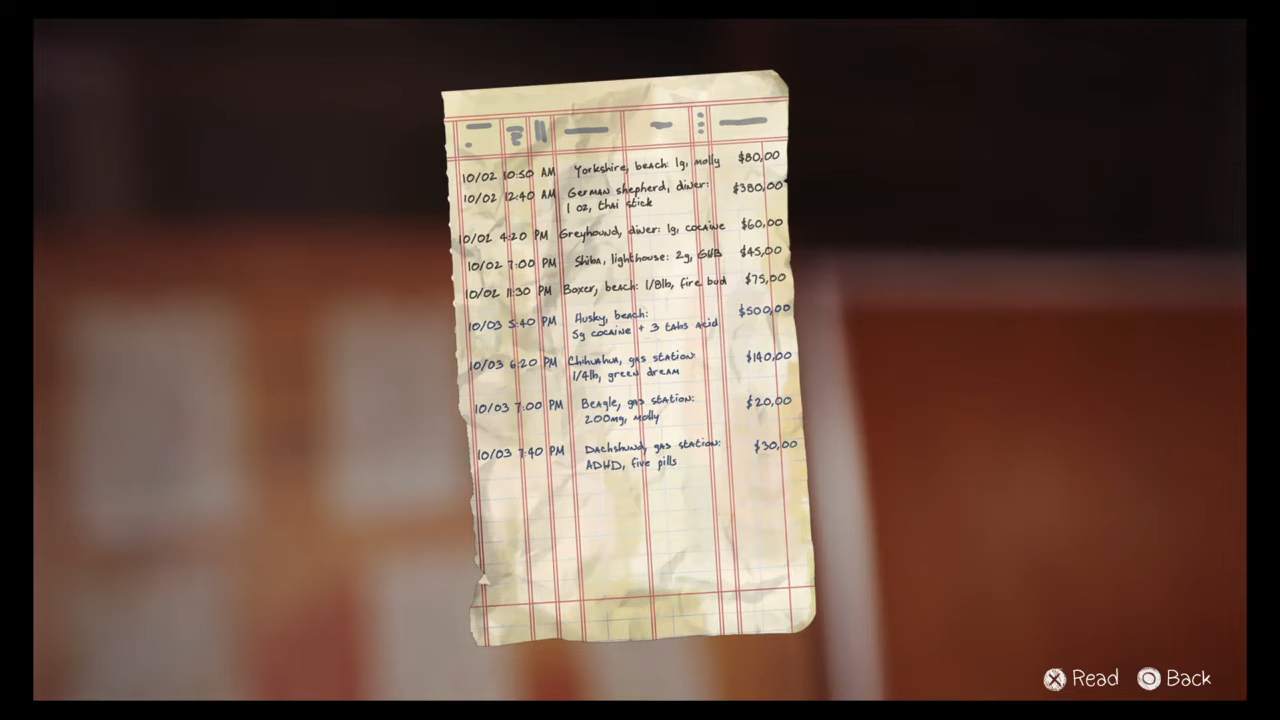 10/02 10:50 AM Yorkshire, beach: 1g, molly $80,00
10/02 12:40 AM German shepherd, diner: $380,00
1 oz, thai stick
10/02 4:20 PM Greyhound, diner: 1g, cocaine $60,00
10/02 7:00 PM Shiba, lighthouse: 2g, GHB $45,00
10/02 11:30 PM Boxer, beach: 1/8lb, fire bud $75,00
10/03 5:40 PM Husky, beach: $500,00
5g cocaine + 3 tabs acid
10/03 6:20 PM Chihuahua, gas station: $140,00
1/4lb, green dream
10/03 7:00 PM Beagle, gas station: $20,00
200mg, molly
10/03 7:40 PM Dachshund, gas station: $30,00
ADHD, five pills
Read Back